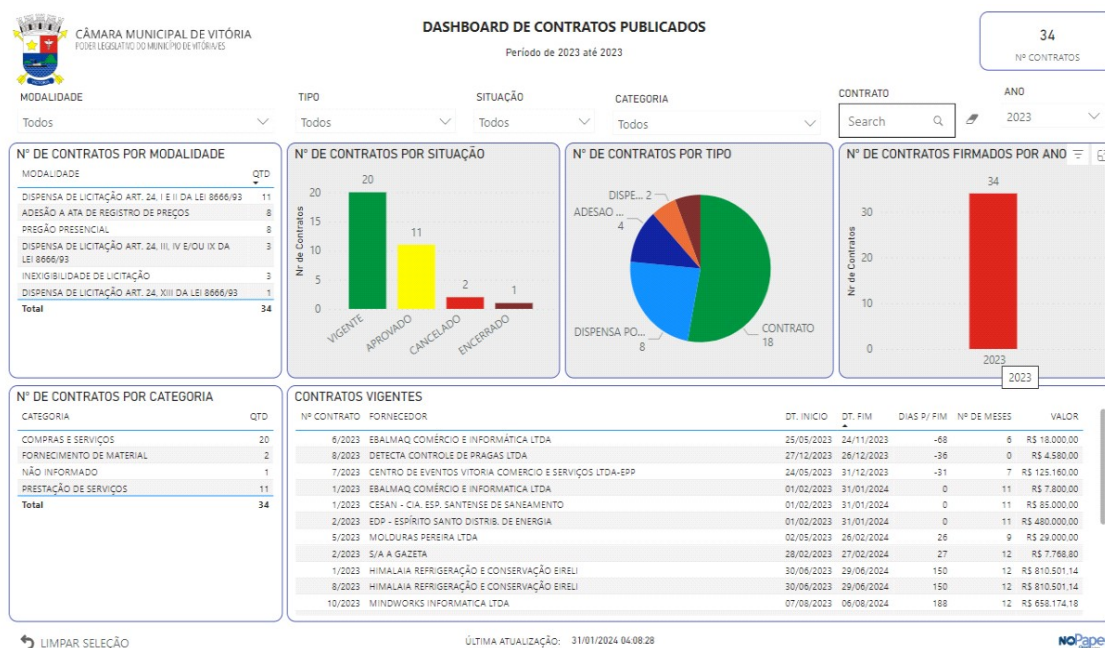 CÂMARA MUNICIPAL DE VITÓRIA
PODER LEGISLATIVO DO MUNICÍPIO DE VITÓRIA/ES
DASHBOARD DE CONTRATOS PUBLICADOS
Período de 2023 até 2023
34
Nº CONTRATOS
MODALIDADE
Todos
TIPO
Todos
SITUAÇÃO
Todos
CATEGORIA
Todos
CONTRATO
Search
ANO
2023
N° DE CONTRATOS POR MODALIDADE
MODALIDADE QTD
DISPENSA DE LICITAÇÃO ART. 24, I E II DA LEI 8666/93 11
ADESÃO A ATA DE REGISTRO DE PREÇOS 8
PREGÃO PRESENCIAL 8
DISPENSA DE LICITAÇÃO ART. 24, III, IV E/OU IX DA
LEI 8666/93 3
INEXIGIBILIDADE DE LICITAÇÃO 3
DISPENSA DE LICITAÇÃO ART. 24, XIII DA LEI 8666/93 1
Total 34
N° DE CONTRATOS POR SITUAÇÃO
Nr de Contratos
20
15
10
5
0
20
11
2
1
VIGENTE
APROVADO
CANCELADO
ENCERRADO
N° DE CONTRATOS POR TIPO
DISPE... 2
ADESAO ...
4
DISPENSA PO...
8
CONTRATO
18
N° DE CONTRATOS FIRMADOS POR ANO
Nr de Contratos
30
20
10
0
34
2023
2023
N° DE CONTRATOS POR CATEGORIA
CATEGORIA QTD
COMPRAS E SERVIÇOS 20
FORNECIMENTO DE MATERIAL 2
NÃO INFORMADO 1
PRESTAÇÃO DE SERVIÇOS 11
Total 34
CONTRATOS VIGENTES
Nº CONTRATO FORNECEDOR DT. INICIO DT. FIM DIAS P/ FIM Nº DE MESES VALOR
6/2023 EBALMAQ COMÉRCIO E INFORMÁTICA LTDA 25/05/2023 24/11/2023 -68 6 R$ 18.000,00
8/2023 DETECTA CONTROLE DE PRAGAS LTDA 27/12/2023 26/12/2023 -36 0 R$ 4.580,00
7/2023 CENTRO DE EVENTOS VITORIA COMERCIO E SERVIÇOS LTDA-EPP 24/05/2023 31/12/2023 -31 7 R$ 125.160,00
1/2023 EBALMAQ COMÉRCIO E INFORMATICA LTDA 01/02/2023 31/01/2024 0 11 R$ 7.800,00
1/2023 CESAN - CIA. ESP. SANTENSE DE SANEAMENTO 01/02/2023 31/01/2024 0 11 R$ 85.000,00
2/2023 EDP - ESPÍRITO SANTO DISTRIB. DE ENERGIA 01/02/2023 31/01/2024 0 11 R$ 480.000,00
5/2023 MOLDURAS PEREIRA LTDA 02/05/2023 26/02/2024 26 9 R$ 29.000,00
2/2023 S/A A GAZETA 28/02/2023 27/02/2024 27 12 R$ 7.768,80
1/2023 HIMALAIA REFRIGERAÇÃO E CONSERVAÇÃO EIRELI 30/06/2023 29/06/2024 150 12 R$ 810.501,14
8/2023 HIMALAIA REFRIGERAÇÃO E CONSERVAÇÃO EIRELI 30/06/2023 29/06/2024 150 12 R$ 810.501,14
10/2023 MINDWORKS INFORMATICA LTDA 07/08/2023 06/08/2024 188 12 R$ 658.174,18
LIMPAR SELEÇÃO
ÚLTIMA ATUALIZAÇÃO: 31/01/2024 04:08:28
NOPape